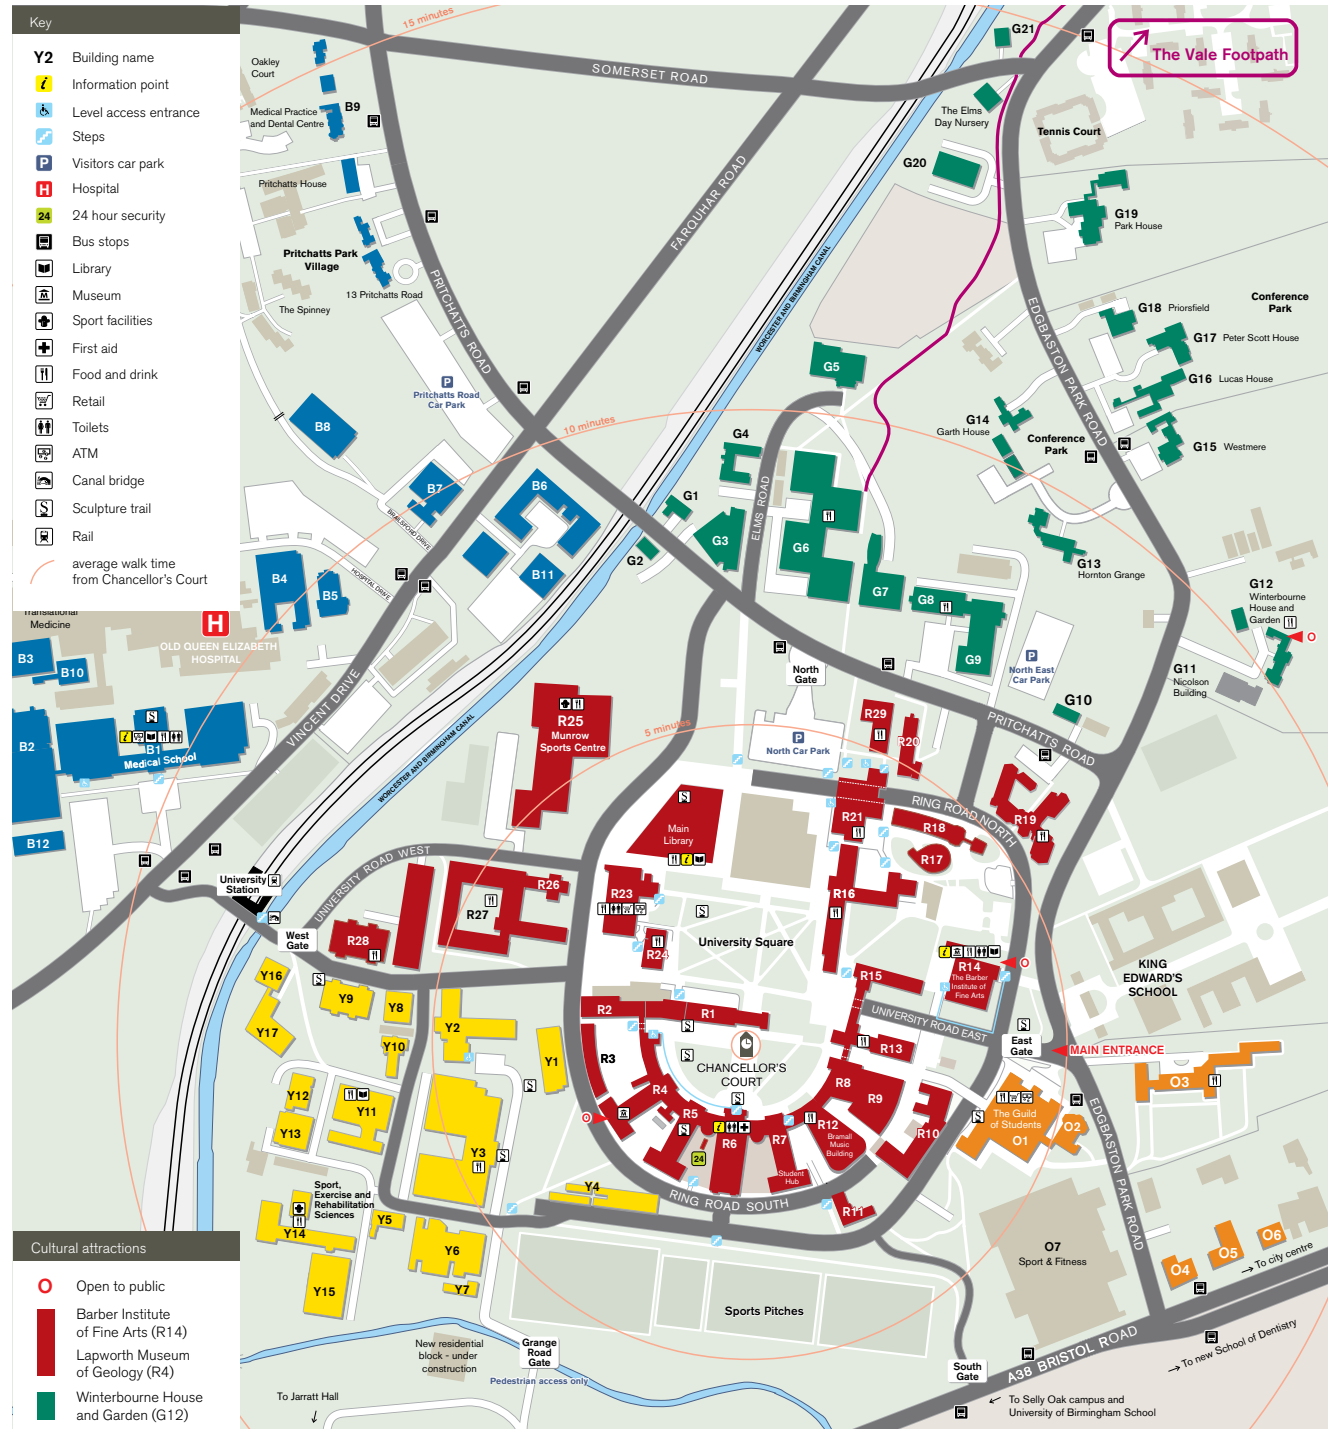 Key
Y2 Building name
Information point
Level access entrance
Steps
P Visitors car park
H Hospital
24 24 hour security
Bus stops
Library
Museum
Sport facilities
First aid
Food and drink
Retail
Toilets
ATM
Canal bridge
Sculpture trail
Rail
average walk time
from Chancellor's Court
15 minutes
SOMERSET ROAD
G21
The Vale Footpath
Oakley
Court
Medical Practice
and Dental Centre
B9
The Elms
Day Nursery
Tennis Court
G20
Pritchatts House
FARQUHAR ROAD
G19
Park House
Pritchatts Park
Village
13 Pritchatts Road
The Spinney
PRITCHATTS ROAD
WORCESTER AND BIRMINGHAM CANAL
EDGBASTON PARK ROAD
G18 Priorsfield
Conference
Park
G17 Peter Scott House
G16 Lucas House
G15 Westmere
G14
Garth House
Conference
Park
G5
P
Pritchatts Road
Car Park
10 minutes
B8
B7
B6
B11
BRAILSFORD DRIVE
HOSPITAL DRIVE
G4
G1
G3
G2
ELMS ROAD
G6
G7
G8
G9
G13
Hornton Grange
G12
Winterbourne
House and
Garden
O
B4
B5
Translational
Medicine
H
OLD QUEEN ELIZABETH
HOSPITAL
B3
B10
B2
B1
Medical School
B12
VINCENT DRIVE
WORCESTER AND BIRMINGHAM CANAL
North
Gate
P
North East
Car Park
G11
Nicolson
Building
G10
PRITCHATTS ROAD
R25
Munrow
Sports Centre
5 minutes
P
North Car Park
R29
R20
RING ROAD NORTH
R21
R18
R17
R19
Main
Library
R16
UNIVERSITY ROAD WEST
University
Station
R26
R27
R23
R24
R28
West
Gate
University Square
R15
R14
The Barber
Institute of
Fine Arts
O
KING
EDWARD'S
SCHOOL
Y16
Y17
Y9
Y8
Y10
Y2
Y1
R2
R1
R3
R4
R5
R6
R7
R8
R9
R10
R11
R12
Bramall
Music
Building
R13
CHANCELLOR'S
COURT
UNIVERSITY ROAD EAST
East
Gate
MAIN ENTRANCE
O3
The Guild
of Students
O1
O2
EDGBASTON PARK ROAD
O
24
Student
Hub
Y12
Y11
Y13
Y3
Y4
RING ROAD SOUTH
Sport,
Exercise and
Rehabilitation
Sciences
Y14
Y5
Y6
Y7
Y15
O7
Sport & Fitness
O4
O5
O6
→ To city centre
Sports Pitches
New residential
block - under
construction
Grange
Road
Gate
Pedestrian access only
South
Gate
A38 BRISTOL ROAD
→ To new School of Dentistry
To Jarratt Hall
↓
← To Selly Oak campus and
University of Birmingham School
Cultural attractions
O Open to public
Barber Institute
of Fine Arts (R14)
Lapworth Museum
of Geology (R4)
Winterbourne House
and Garden (G12)